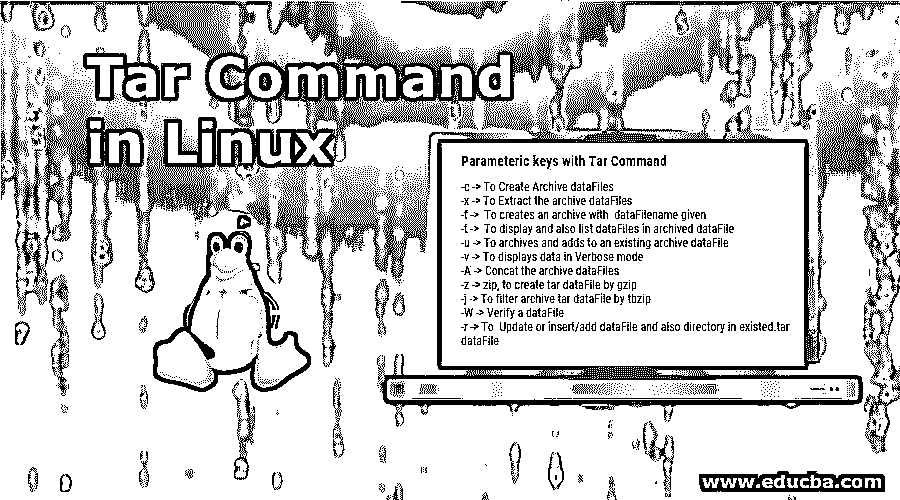 Tar Command
in Linux
Parameteric keys with Tar Command
-c -> To Create Archive dataFiles
-x -> To Extract the archive dataFiles
-f -> To creates an archive with dataFilename given
-t -> To display and also list dataFiles in archived dataFile
-u -> To archives and adds to an existing archive dataFile
-v -> To displays data in Verbose mode
-A -> Concat the archive dataFiles
-z -> zip, to create tar dataFile by gzip
-j -> To filter archive tar dataFile by tbzip
-W -> Verify a dataFile
-r -> To Update or insert/add dataFile and also directory in existed.tar
dataFile
www.educba.com